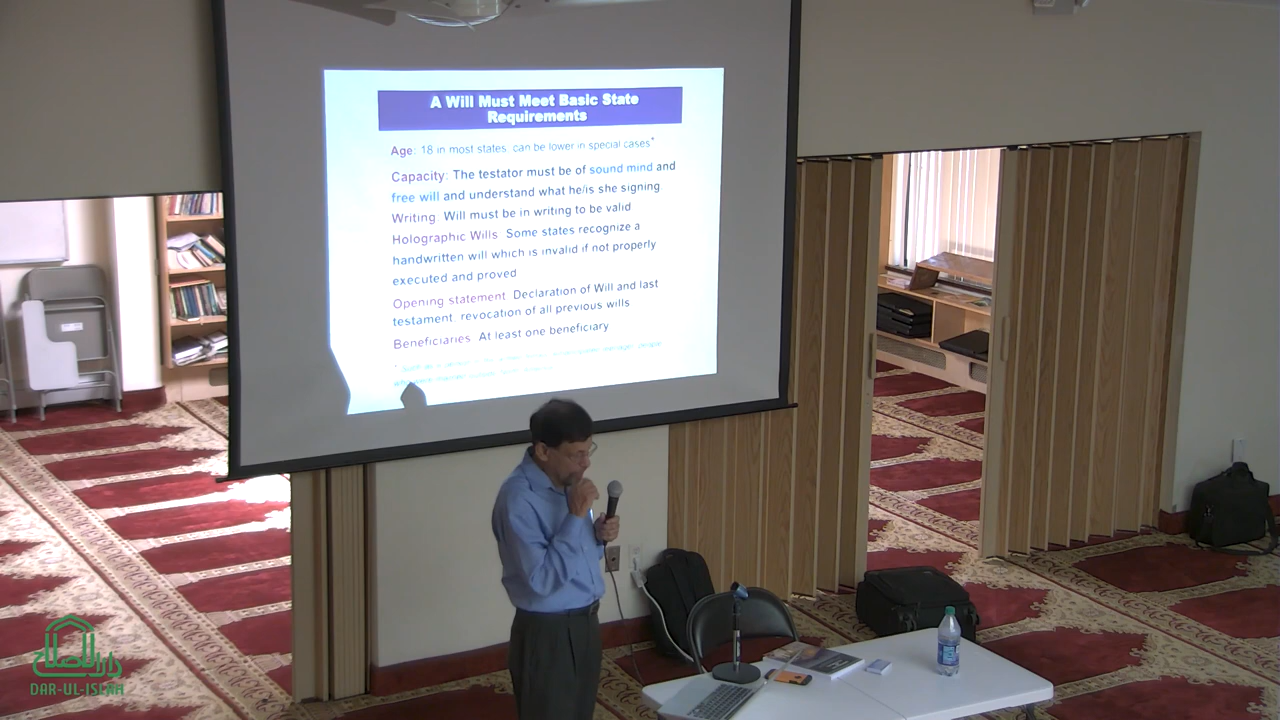 A Will Must Meet Basic State
Requirements
Age: 18 in most states, can be lower in special cases*
Capacity: The testator must be of sound mind and
free will and understand what he/is she signing
Writing: Will must be in writing to be valid
Holographic Wills: Some states recognize a
handwritten will which is invalid if not properly
executed and proved
Opening statement: Declaration of Will and last
testament, revocation of all previous wills
Beneficiaries: At least one beneficiary
دار الإصلاح
DAR-UL-ISLAH